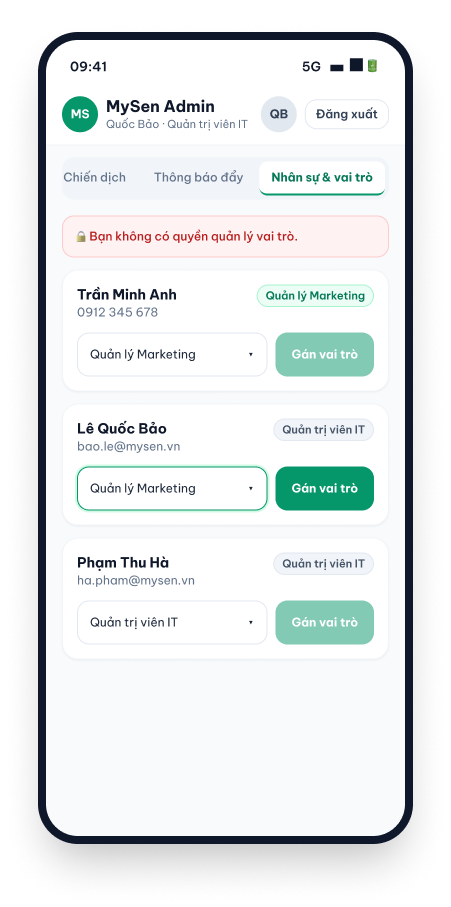 09:41
5G
MS
MySen Admin
Quốc Bảo · Quản trị viên IT
QB
Đăng xuất
Chiến dịch
Thông báo đẩy
Nhân sự & vai trò
Bạn không có quyền quản lý vai trò.
Trần Minh Anh
Quản lý Marketing
0912 345 678
Quản lý Marketing
Gán vai trò
Lê Quốc Bảo
Quản trị viên IT
bao.le@mysen.vn
Quản lý Marketing
Gán vai trò
Phạm Thu Hà
Quản trị viên IT
ha.pham@mysen.vn
Quản trị viên IT
Gán vai trò